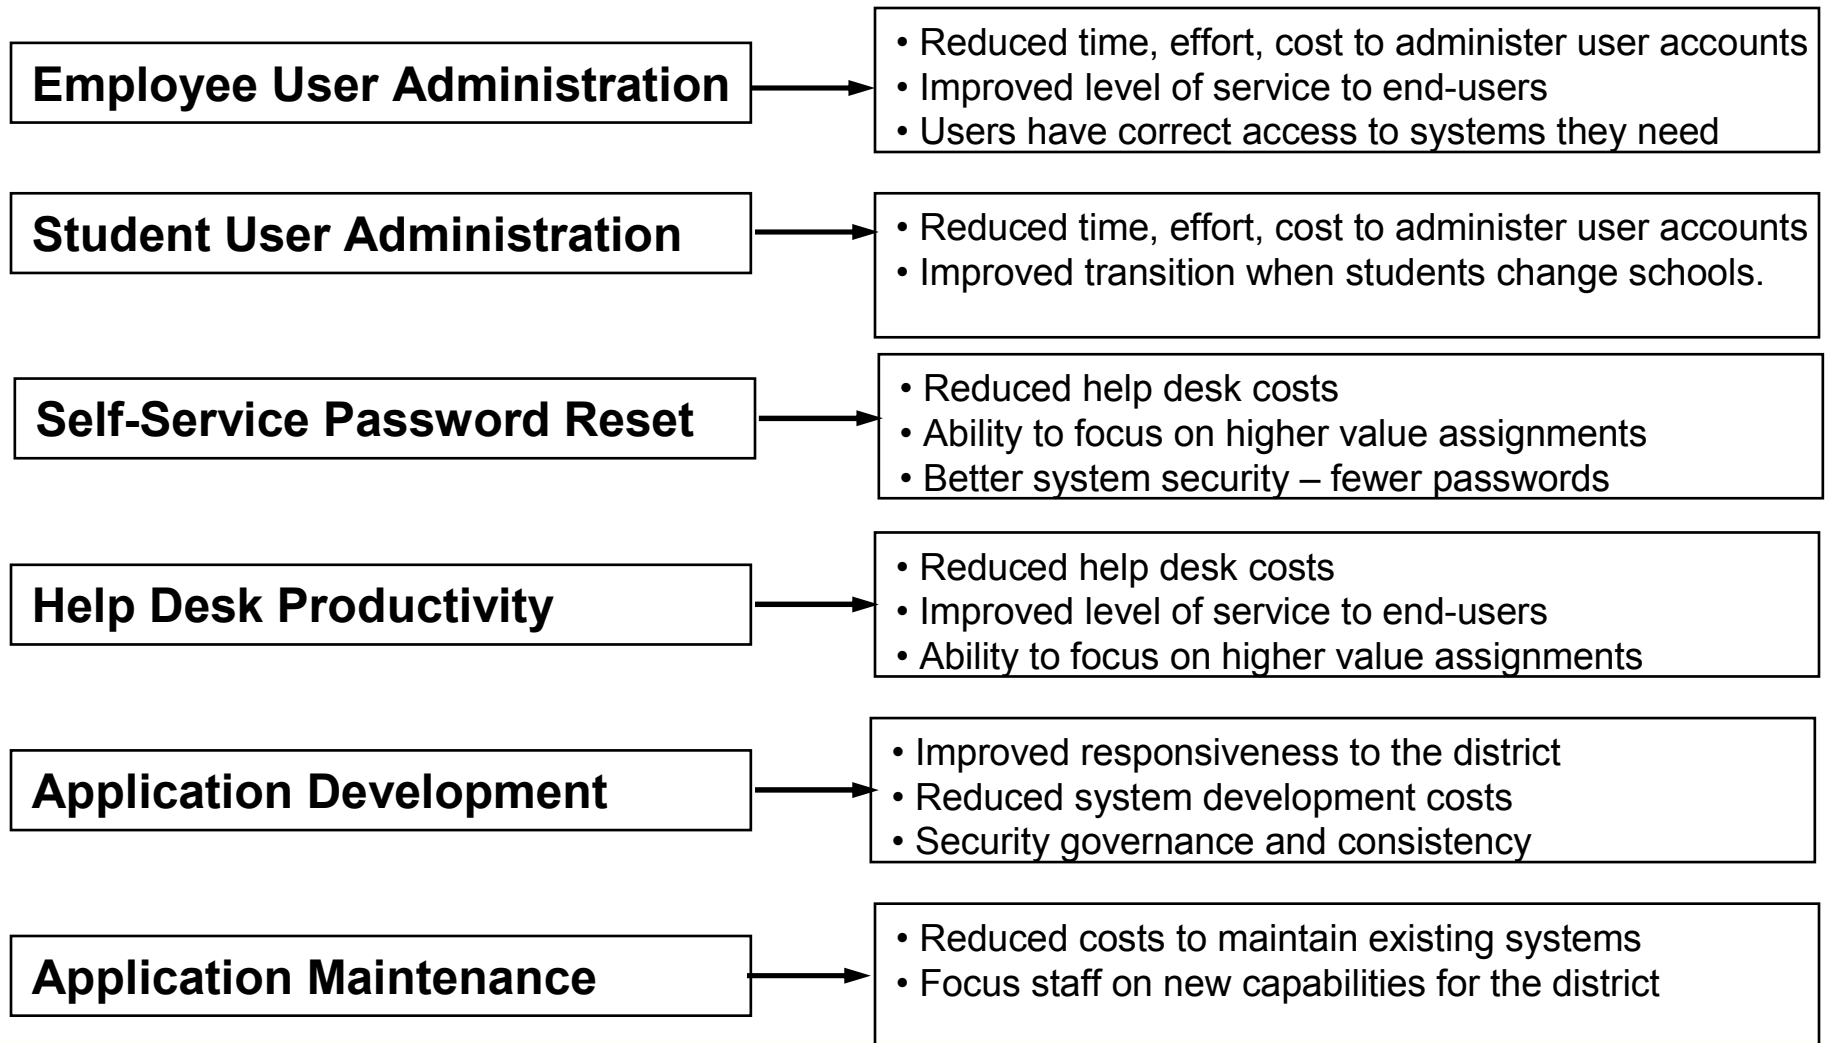 Employee User Administration
• Reduced time, effort, cost to administer user accounts
• Improved level of service to end-users
• Users have correct access to systems they need
Student User Administration
• Reduced time, effort, cost to administer user accounts
• Improved transition when students change schools.
Self-Service Password Reset
• Reduced help desk costs
• Ability to focus on higher value assignments
• Better system security – fewer passwords
Help Desk Productivity
• Reduced help desk costs
• Improved level of service to end-users
• Ability to focus on higher value assignments
Application Development
• Improved responsiveness to the district
• Reduced system development costs
• Security governance and consistency
Application Maintenance
• Reduced costs to maintain existing systems
• Focus staff on new capabilities for the district